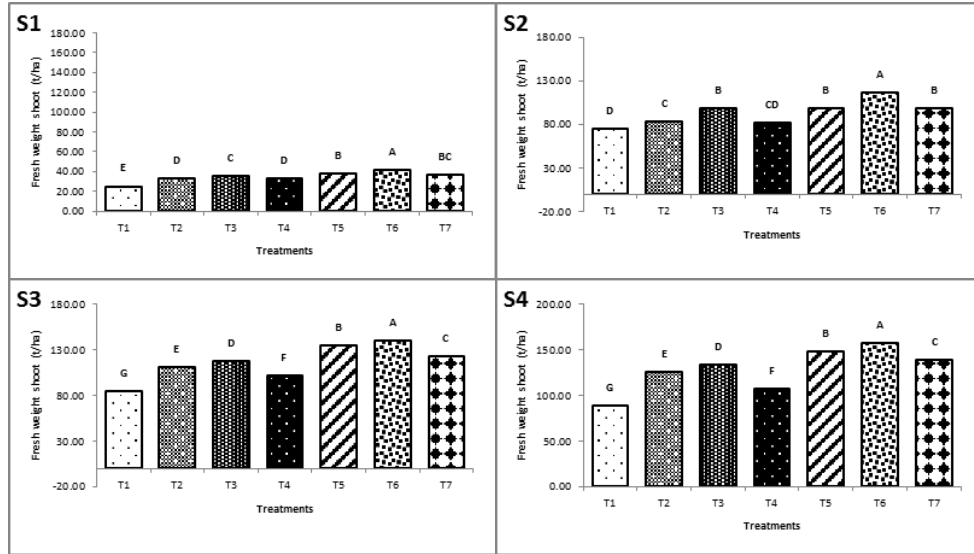 S1
Fresh weight shoot (t/ha)
180.00
160.00
140.00
120.00
100.00
80.00
60.00
40.00
20.00
0.00
E D C D B A BC
T1 T2 T3 T4 T5 T6 T7
Treatments
S2
Fresh weight shoot (t/ha)
180.00
130.00
80.00
30.00
-20.00
D C B CD B A B
T1 T2 T3 T4 T5 T6 T7
Treatments
S3
Fresh weight shoot (t/ha)
180.00
130.00
80.00
30.00
-20.00
G E D F B A C
T1 T2 T3 T4 T5 T6 T7
Treatments
S4
Fresh weight shoot (t/ha)
200.00
150.00
100.00
50.00
0.00
G E D F B A C
T1 T2 T3 T4 T5 T6 T7
Treatments